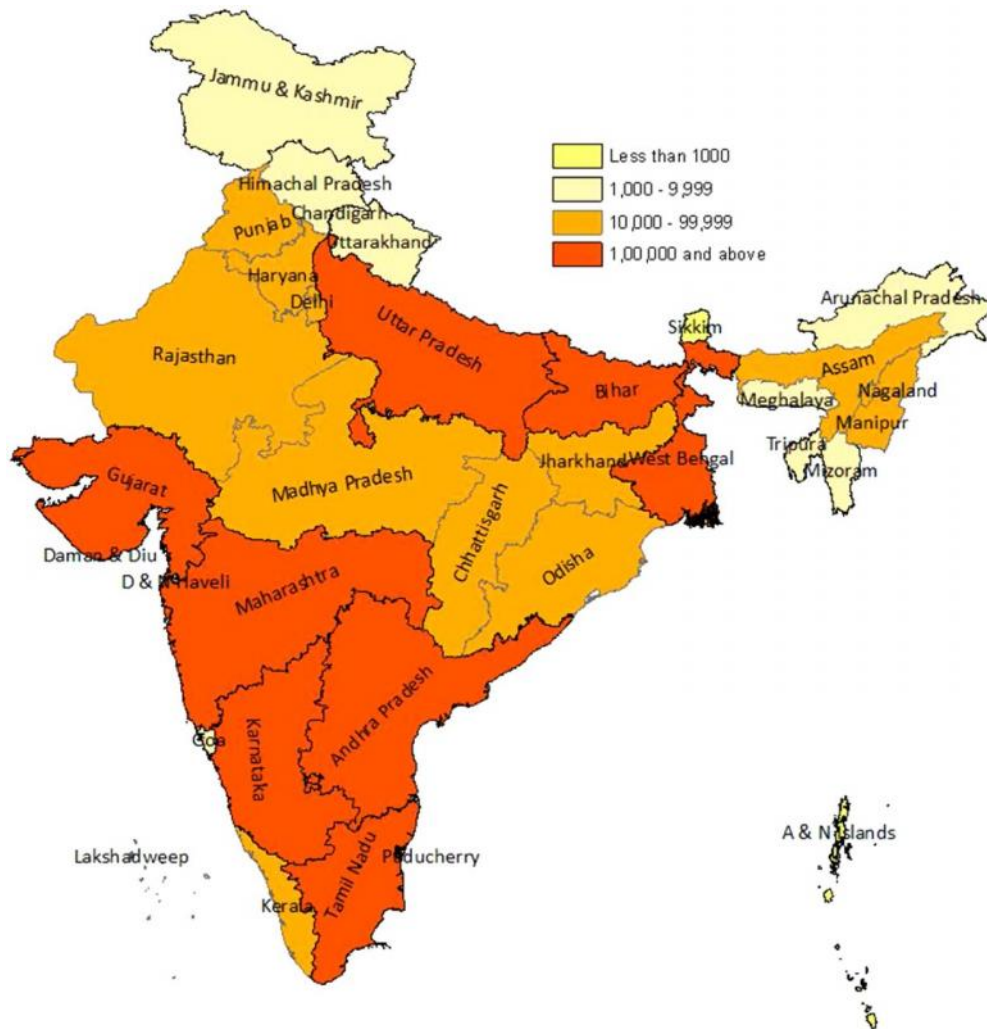 Jammu & Kashmir
Less than 1000
1,000 - 9,999
10,000 - 99,999
1,00,000 and above
Himachal Pradesh
Chandigarh
Punjab
Uttarakhand
Haryana
Delhi
Arunachal Pradesh
Sikkim
Uttar Pradesh
Rajasthan
Assam
Bihar
Nagaland
Meghalaya
Manipur
Tripura
Mizoram
Jharkhand
West Bengal
Gujarat
Madhya Pradesh
Chhattisgarh
Daman & Diu
D & N Haveli
Odisha
Maharashtra
Andhra Pradesh
Goa
Karnataka
A & N Islands
Lakshadweep
Puducherry
Tamil Nadu
Kerala